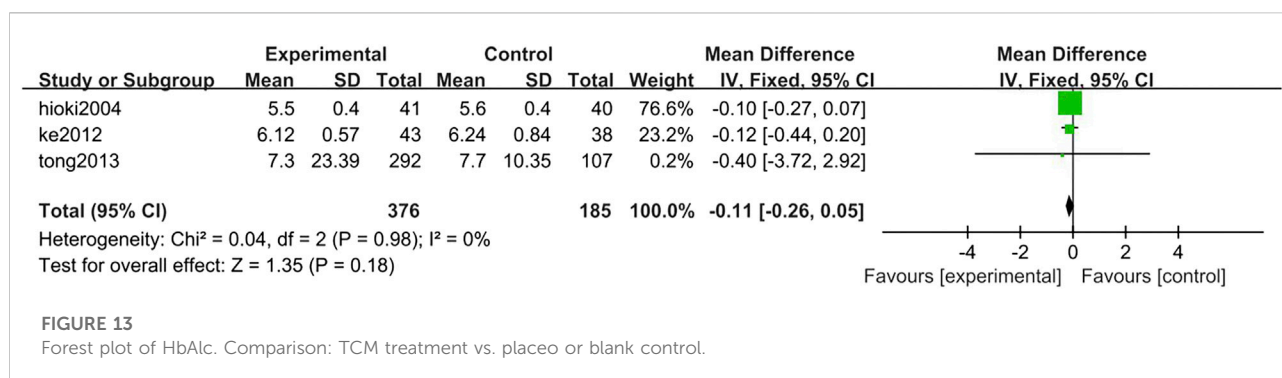 Experimental Control Mean Difference Mean Difference
Study or Subgroup Mean SD Total Mean SD Total Weight IV, Fixed, 95% CI IV, Fixed, 95% CI
hioki2004 5.5 0.4 41 5.6 0.4 40 76.6% -0.10 [-0.27, 0.07]
ke2012 6.12 0.57 43 6.24 0.84 38 23.2% -0.12 [-0.44, 0.20]
tong2013 7.3 23.39 292 7.7 10.35 107 0.2% -0.40 [-3.72, 2.92]
Total (95% CI) 376 185 100.0% -0.11 [-0.26, 0.05]
Heterogeneity: Chi² = 0.04, df = 2 (P = 0.98); I² = 0%
Test for overall effect: Z = 1.35 (P = 0.18)
-4 -2 0 2 4
Favours [experimental] Favours [control]
FIGURE 13
Forest plot of HbAlc. Comparison: TCM treatment vs. placeo or blank control.